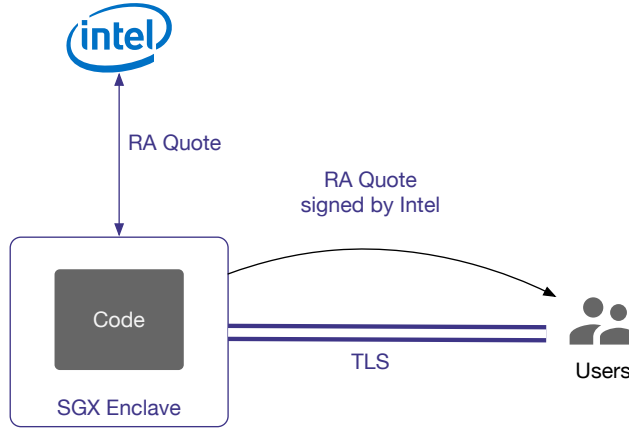 intel
RA Quote
RA Quote
signed by Intel
Code
TLS
Users
SGX Enclave